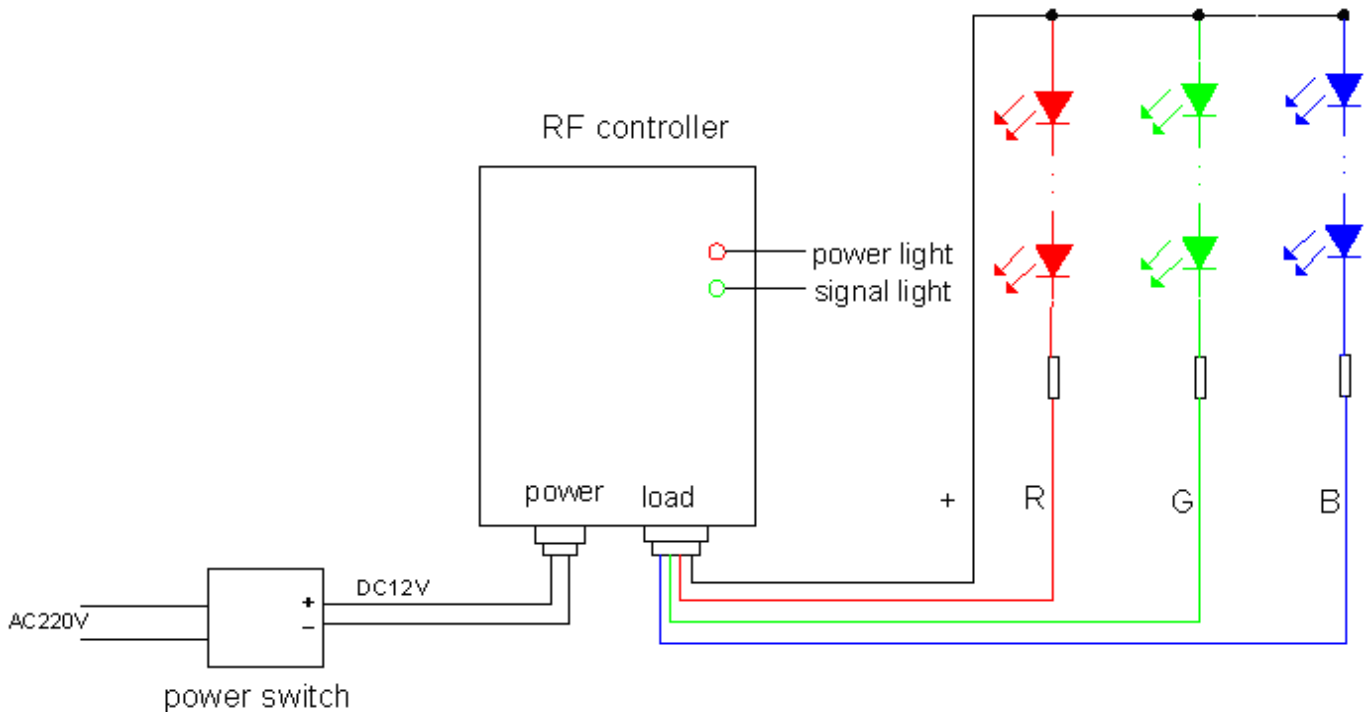 RF controller
power light
signal light
power
load
+
R
G
B
DC12V
AC220V
+
−
power switch